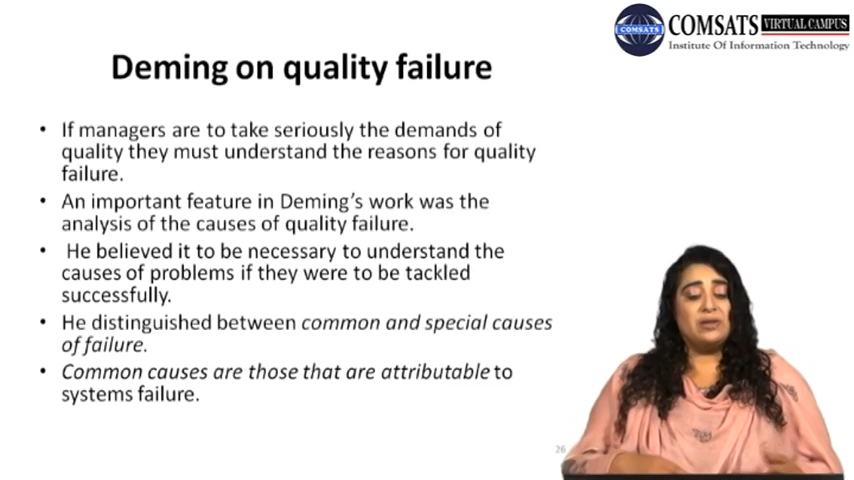 COMSATS VIRTUAL CAMPUS
Institute Of Information Technology
COMSATS
Deming on quality failure
• If managers are to take seriously the demands of
quality they must understand the reasons for quality
failure.
• An important feature in Deming's work was the
analysis of the causes of quality failure.
• He believed it to be necessary to understand the
causes of problems if they were to be tackled
successfully.
• He distinguished between common and special causes
of failure.
• Common causes are those that are attributable to
systems failure.
26